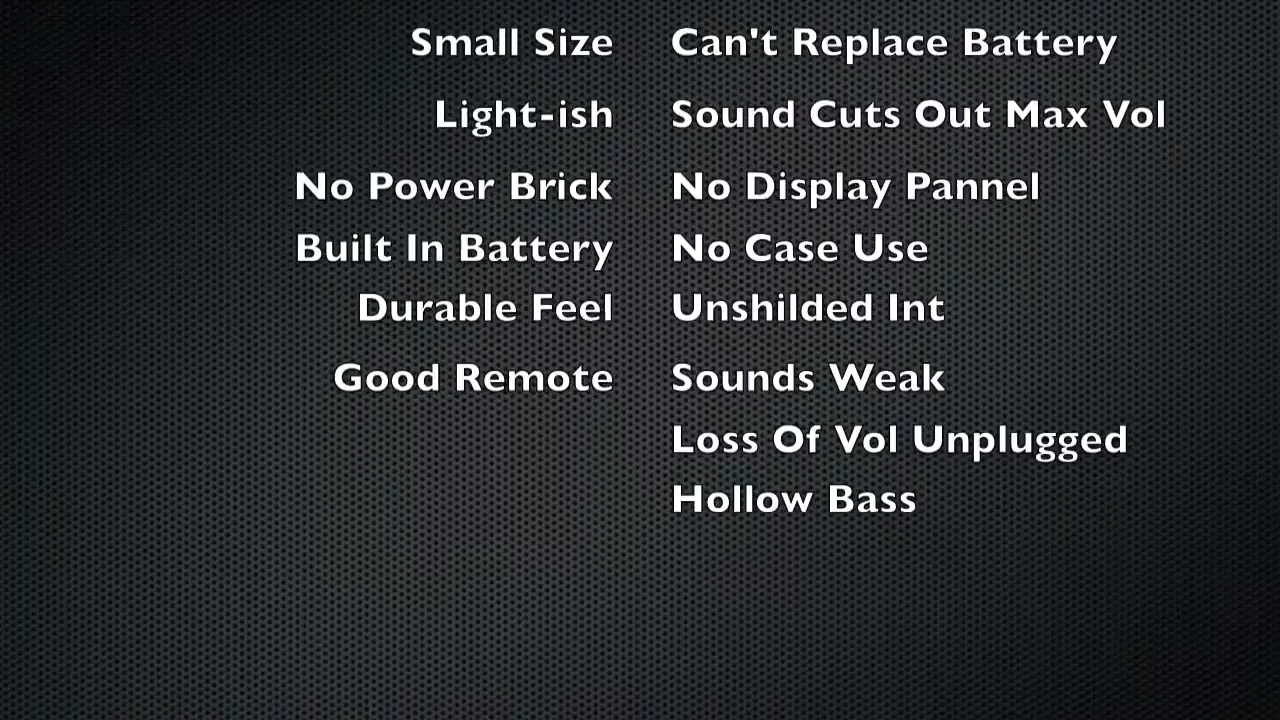 Small Size
Can't Replace Battery
Light-ish
Sound Cuts Out Max Vol
No Power Brick
No Display Pannel
Built In Battery
No Case Use
Durable Feel
Unshilded Int
Good Remote
Sounds Weak
Loss Of Vol Unplugged
Hollow Bass